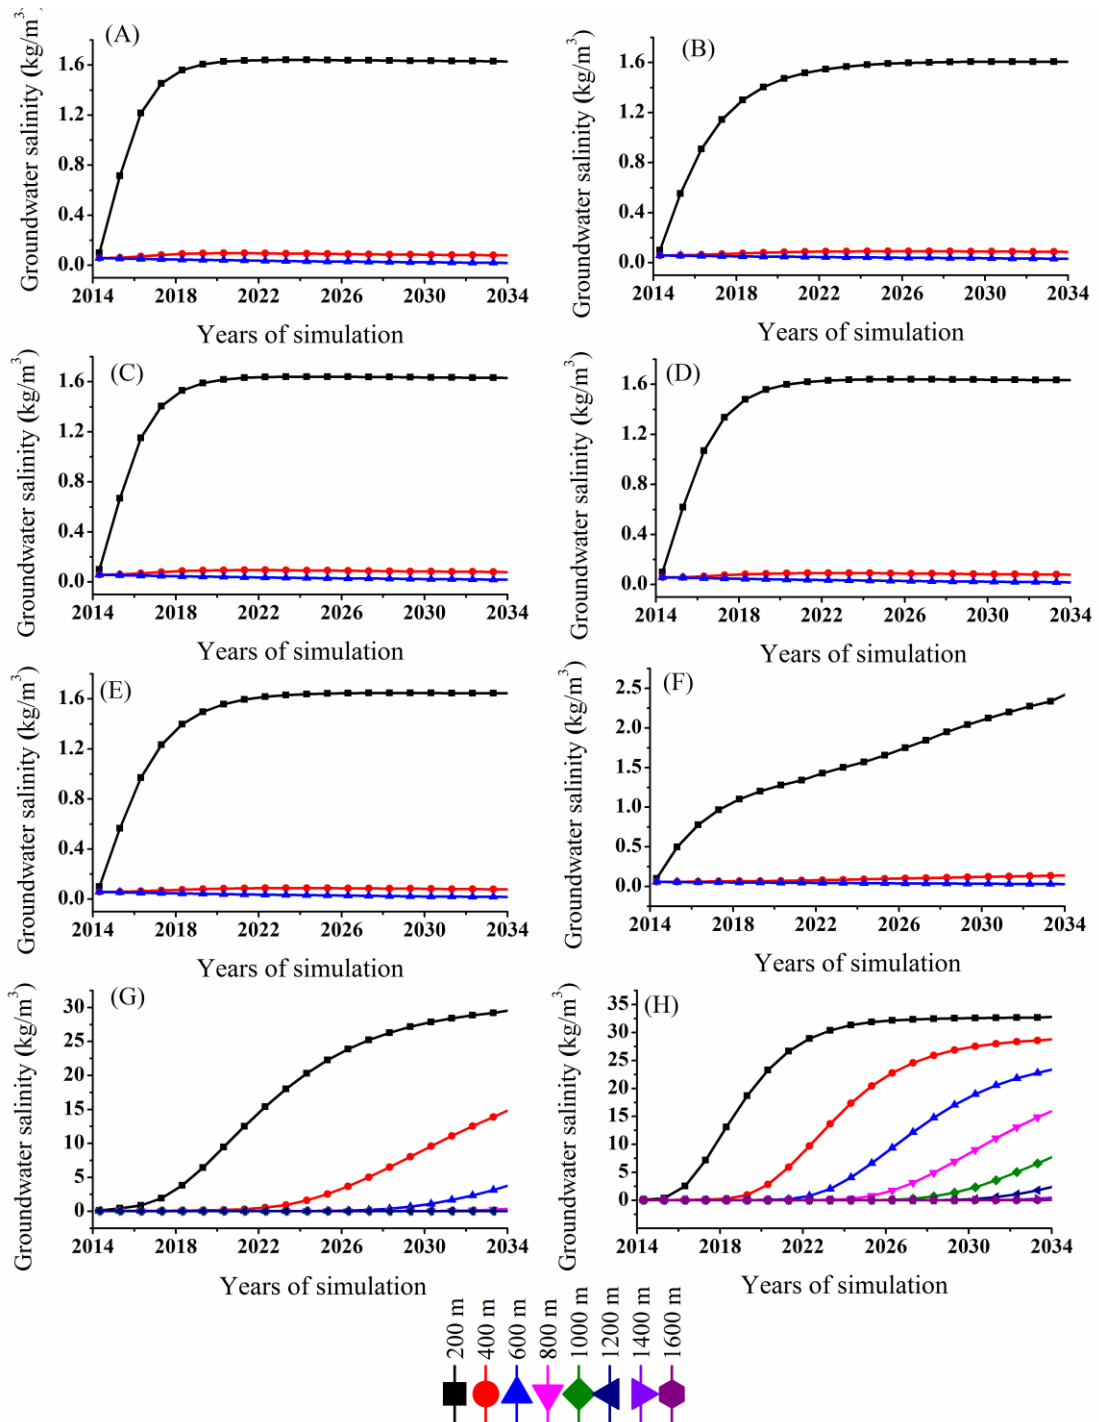 (A)
Groundwater salinity (kg/m³)
1.6
1.2
0.8
0.4
0.0
2014 2018 2022 2026 2030 2034
Years of simulation
(B)
Groundwater salinity (kg/m³)
1.6
1.2
0.8
0.4
0.0
2014 2018 2022 2026 2030 2034
Years of simulation
(C)
Groundwater salinity (kg/m³)
1.6
1.2
0.8
0.4
0.0
2014 2018 2022 2026 2030 2034
Years of simulation
(D)
Groundwater salinity (kg/m³)
1.6
1.2
0.8
0.4
0.0
2014 2018 2022 2026 2030 2034
Years of simulation
(E)
Groundwater salinity (kg/m³)
1.6
1.2
0.8
0.4
0.0
2014 2018 2022 2026 2030 2034
Years of simulation
(F)
Groundwater salinity (kg/m³)
2.5
2.0
1.5
1.0
0.5
0.0
2014 2018 2022 2026 2030 2034
Years of simulation
(G)
Groundwater salinity (kg/m³)
30
25
20
15
10
5
0
2014 2018 2022 2026 2030 2034
Years of simulation
(H)
Groundwater salinity (kg/m³)
35
30
25
20
15
10
5
0
2014 2018 2022 2026 2030 2034
Years of simulation
200 m
400 m
600 m
800 m
1000 m
1200 m
1400 m
1600 m